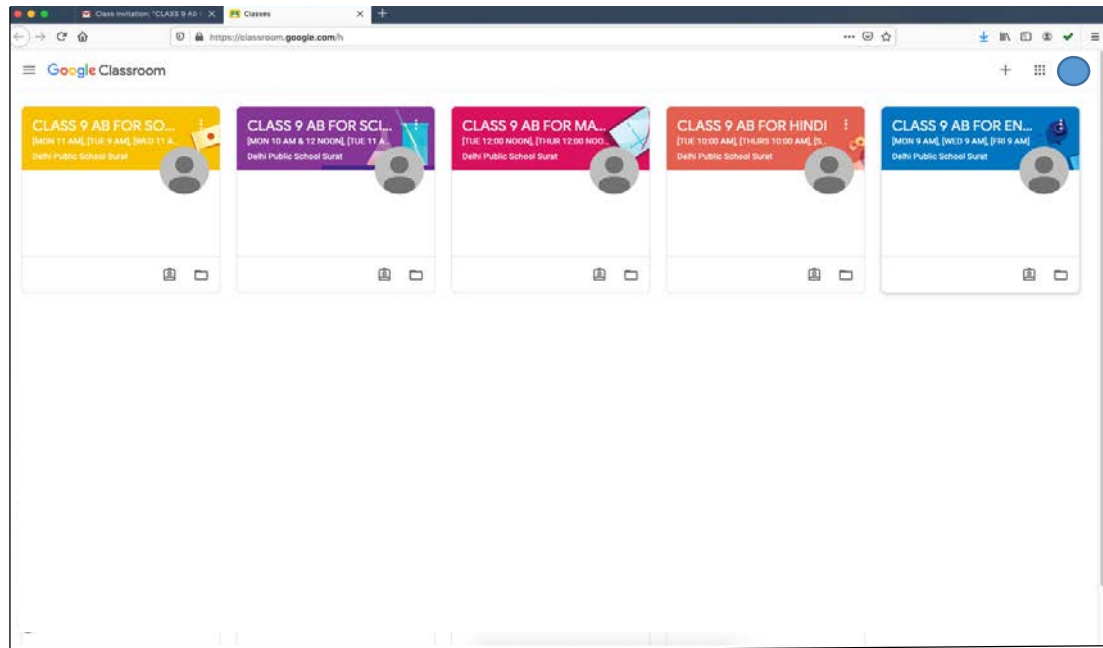 Class Invitation: "CLASS 9 AB
Classes
https://classroom.google.com/h
Google Classroom
CLASS 9 AB FOR SO...
[MON 11 AM], [TUE 9 AM], [WED 11 A...
Delhi Public School Surat
CLASS 9 AB FOR SCI...
[MON 10 AM & 12 NOON], [TUE 11 A...
Delhi Public School Surat
CLASS 9 AB FOR MA...
[TUE 12:00 NOON], [THUR 12:00 NOO...
Delhi Public School Surat
CLASS 9 AB FOR HINDI
[TUE 10:00 AM], [THURS 10:00 AM], [S...
Delhi Public School Surat
CLASS 9 AB FOR EN...
[MON 9 AM], [WED 9 AM], [FRI 9 AM]
Delhi Public School Surat